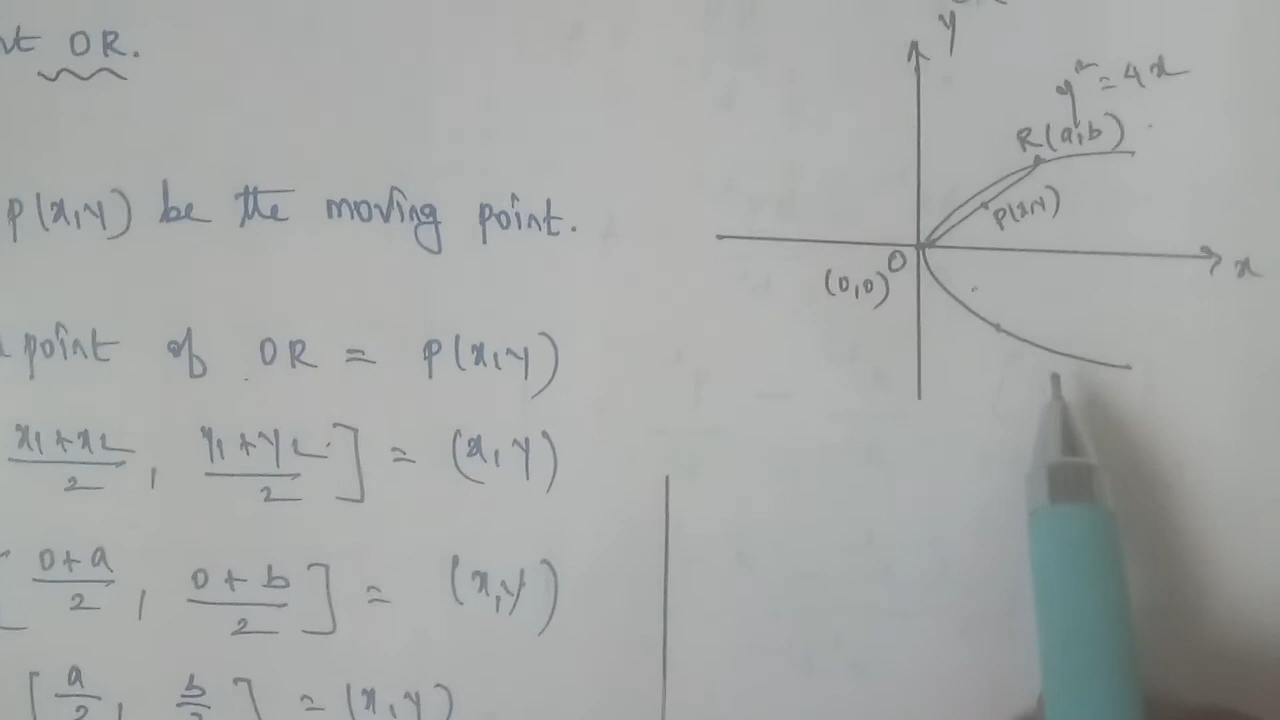 OR.
P(x,y) be the moving point.
point of OR = P(x,y)
x1+x2/2, y1+y2/2] = (x,y)
[0+a/2, 0+b/2] = (x,y)
[a/2, b/2] = (x,y)
y
y² = 4x
R(a,b)
P(x,y)
O
(0,0)
x